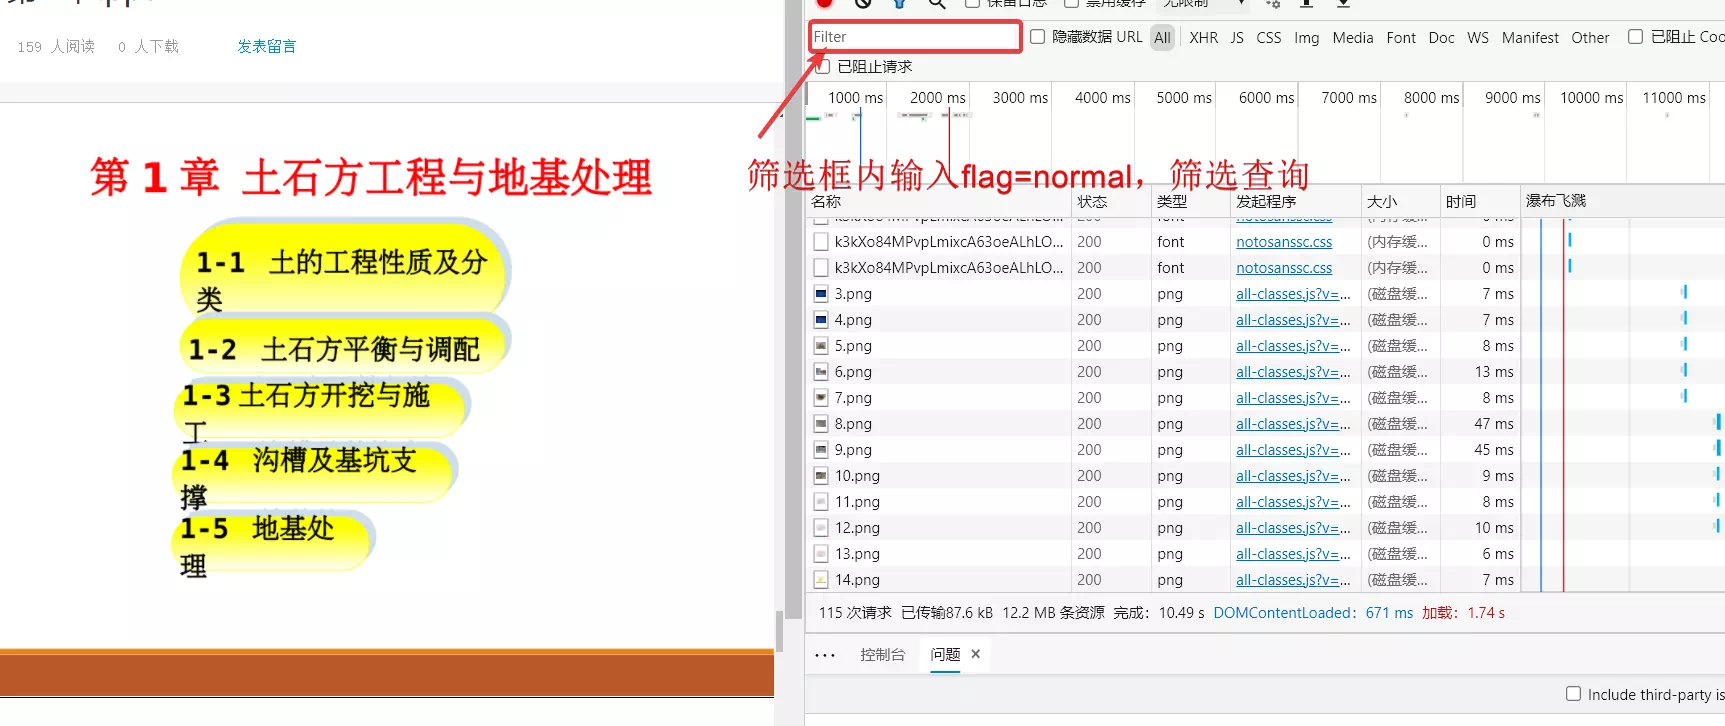 159 人阅读 0 人下载 发表留言
第 1 章 土石方工程与地基处理
1-1 土的工程性质及分
类
1-2 土石方平衡与调配
1-3 土石方开挖与施
工
1-4 沟槽及基坑支
撑
1-5 地基处
理
保留日志 禁用缓存 无限制
Filter 隐藏数据 URL All XHR JS CSS Img Media Font Doc WS Manifest Other 已阻止 Coo
已阻止请求
1000 ms 2000 ms 3000 ms 4000 ms 5000 ms 6000 ms 7000 ms 8000 ms 9000 ms 10000 ms 11000 ms
筛选框内输入flag=normal，筛选查询
名称 状态 类型 发起程序 大小 时间 瀑布飞溅
k3kXo84MPvpLmixcA63oeALhLO... 200 font notosanssc.css (内存缓... 0 ms
k3kXo84MPvpLmixcA63oeALhLO... 200 font notosanssc.css (内存缓... 0 ms
k3kXo84MPvpLmixcA63oeALhLO... 200 font notosanssc.css (内存缓... 0 ms
3.png 200 png all-classes.js?v=... (磁盘缓... 7 ms
4.png 200 png all-classes.js?v=... (磁盘缓... 7 ms
5.png 200 png all-classes.js?v=... (磁盘缓... 8 ms
6.png 200 png all-classes.js?v=... (磁盘缓... 13 ms
7.png 200 png all-classes.js?v=... (磁盘缓... 8 ms
8.png 200 png all-classes.js?v=... (磁盘缓... 47 ms
9.png 200 png all-classes.js?v=... (磁盘缓... 45 ms
10.png 200 png all-classes.js?v=... (磁盘缓... 9 ms
11.png 200 png all-classes.js?v=... (磁盘缓... 8 ms
12.png 200 png all-classes.js?v=... (磁盘缓... 10 ms
13.png 200 png all-classes.js?v=... (磁盘缓... 6 ms
14.png 200 png all-classes.js?v=... (磁盘缓... 7 ms
115 次请求 已传输87.6 kB 12.2 MB 条资源 完成：10.49 s DOMContentLoaded：671 ms 加载：1.74 s
... 控制台 问题 ×
Include third-party is